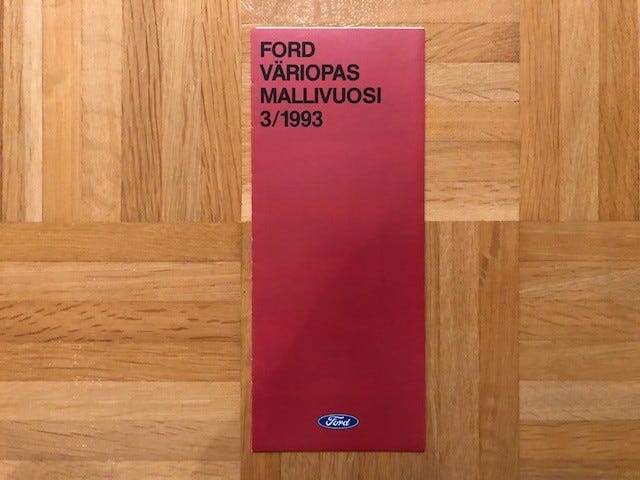 FORD
VÄRIOPAS
MALLIVUOSI
3/1993
Ford